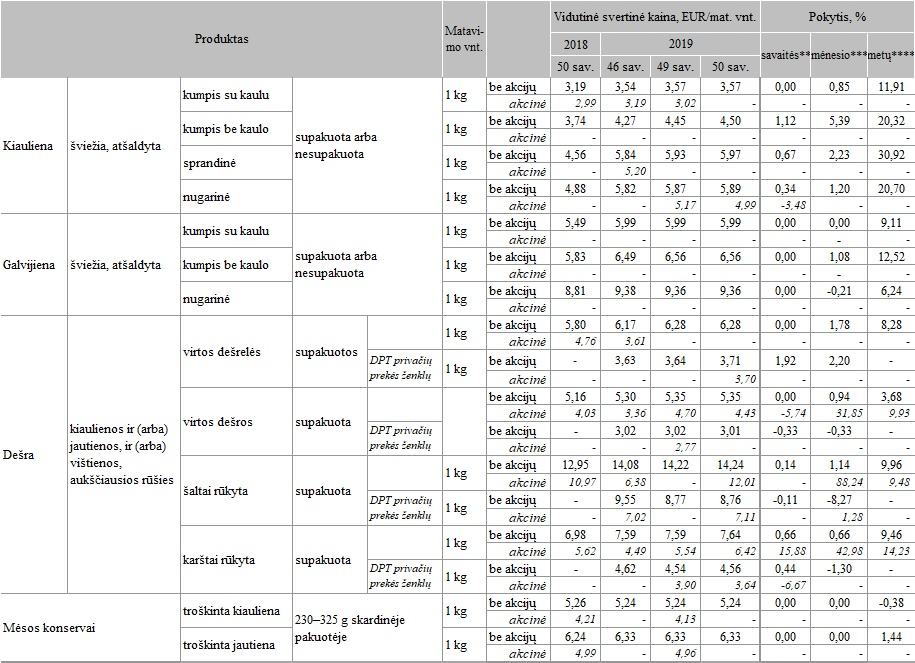 Produktas Matavi- Vidutinė svertinė kaina, EUR/mat. vnt. Pokytis, %
mo vnt. 2018 2019 savaitės** mėnesio*** metų****
50 sav. 46 sav. 49 sav. 50 sav.
Kiauliena šviežia, atšaldyta kumpis su kaulu supakuota arba nesupakuota 1 kg be akcijų 3,19 3,54 3,57 3,57 0,00 0,85 11,91
akcinė 2,99 3,19 3,02 - - - -
kumpis be kaulo 1 kg be akcijų 3,74 4,27 4,45 4,50 1,12 5,39 20,32
akcinė - - - - - - -
sprandinė 1 kg be akcijų 4,56 5,84 5,93 5,97 0,67 2,23 30,92
akcinė - 5,20 - - - - -
nugarinė 1 kg be akcijų 4,88 5,82 5,87 5,89 0,34 1,20 20,70
akcinė - - 5,17 4,99 -3,48 - -
Galvijiena šviežia, atšaldyta kumpis su kaulu supakuota arba nesupakuota 1 kg be akcijų 5,49 5,99 5,99 5,99 0,00 0,00 9,11
akcinė - - - - - - -
kumpis be kaulo 1 kg be akcijų 5,83 6,49 6,56 6,56 0,00 1,08 12,52
akcinė - - - - - - -
nugarinė 1 kg be akcijų 8,81 9,38 9,36 9,36 0,00 -0,21 6,24
akcinė - - - - - - -
Dešra kiaulienos ir (arba) jautienos, ir (arba) vištienos, aukščiausios rūšies virtos dešrelės supakuotos 1 kg be akcijų 5,80 6,17 6,28 6,28 0,00 1,78 8,28
akcinė 4,76 3,61 - - - - -
DPT privačių prekės ženklų 1 kg be akcijų - 3,63 3,64 3,71 1,92 2,20 -
akcinė - - - 3,70 - - -
virtos dešros supakuota be akcijų 5,16 5,30 5,35 5,35 0,00 0,94 3,68
akcinė 4,03 3,36 4,70 4,43 -5,74 31,85 9,93
DPT privačių prekės ženklų be akcijų - 3,02 3,02 3,01 -0,33 -0,33 -
akcinė - - 2,77 - - - -
šaltai rūkyta supakuota 1 kg be akcijų 12,95 14,08 14,22 14,24 0,14 1,14 9,96
akcinė 10,97 6,38 - 12,01 - 88,24 9,48
DPT privačių prekės ženklų 1 kg be akcijų - 9,55 8,77 8,76 -0,11 -8,27 -
akcinė - 7,02 - 7,11 - 1,28 -
karštai rūkyta supakuota 1 kg be akcijų 6,98 7,59 7,59 7,64 0,66 0,66 9,46
akcinė 5,62 4,49 5,54 6,42 15,88 42,98 14,23
DPT privačių prekės ženklų 1 kg be akcijų - 4,62 4,54 4,56 0,44 -1,30 -
akcinė - - 3,90 3,64 -6,67 - -
Mėsos konservai troškinta kiauliena 230–325 g skardinėje pakuotėje 1 kg be akcijų 5,26 5,24 5,24 5,24 0,00 0,00 -0,38
akcinė 4,21 - 4,13 - - - -
troškinta jautiena 1 kg be akcijų 6,24 6,33 6,33 6,33 0,00 0,00 1,44
akcinė 4,99 - 4,96 - - - -